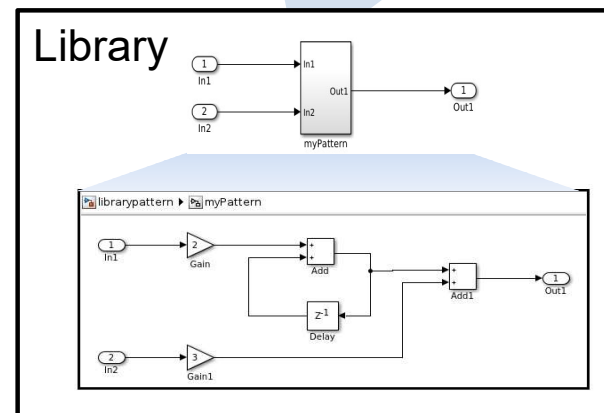 Library
1
In1
2
In2
In1
In2
Out1
myPattern
1
Out1
librarypattern ▶ myPattern
1
In1
2
Gain
+
+
Add
Z-1
Delay
+
+
Add1
1
Out1
2
In2
3
Gain1